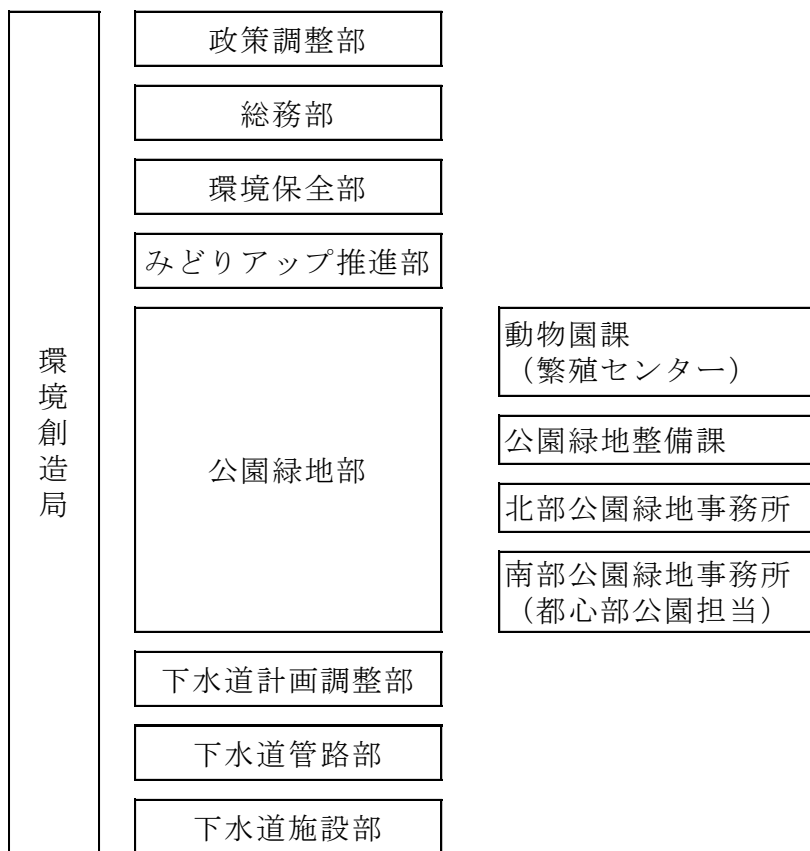 環境創造局
政策調整部
総務部
環境保全部
みどりアップ推進部
公園緑地部
動物園課
（繁殖センター）
公園緑地整備課
北部公園緑地事務所
南部公園緑地事務所
（都心部公園担当）
下水道計画調整部
下水道管路部
下水道施設部